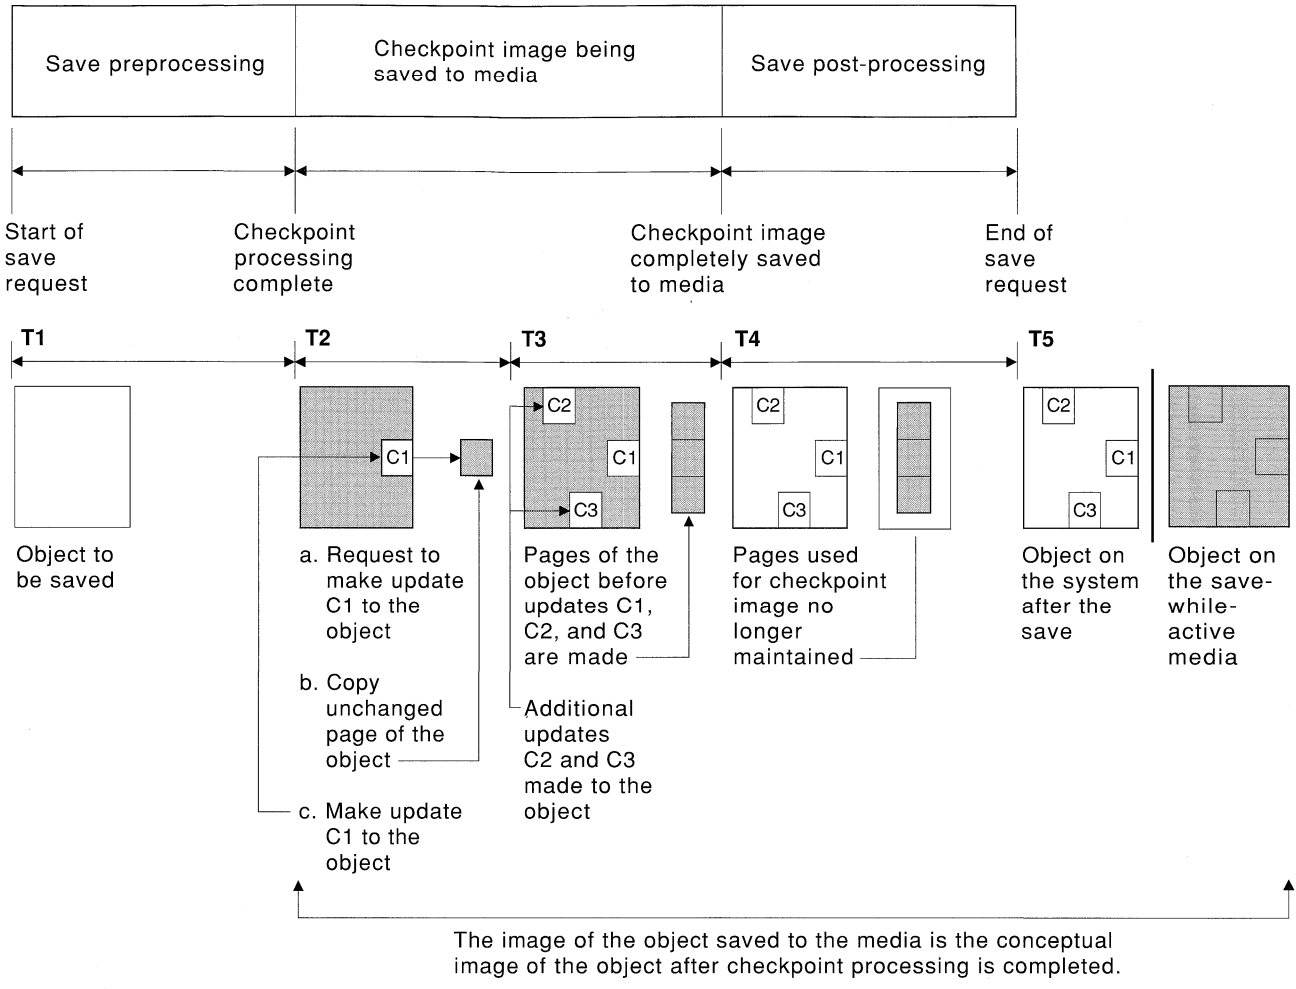 Save preprocessing
Checkpoint image being
saved to media
Save post-processing
Start of
save
request
Checkpoint
processing
complete
Checkpoint image
completely saved
to media
End of
save
request
T1
T2
T3
T4
T5
C2
C1
C3
C1
C2
C1
C3
C2
C1
C3
Object to
be saved
a. Request to
make update
C1 to the
object
b. Copy
unchanged
page of the
object
c. Make update
C1 to the
object
Pages of the
object before
updates C1,
C2, and C3
are made
Additional
updates
C2 and C3
made to the
object
Pages used
for checkpoint
image no
longer
maintained
Object on
the system
after the
save
Object on
the save-
while-
active
media
The image of the object saved to the media is the conceptual
image of the object after checkpoint processing is completed.